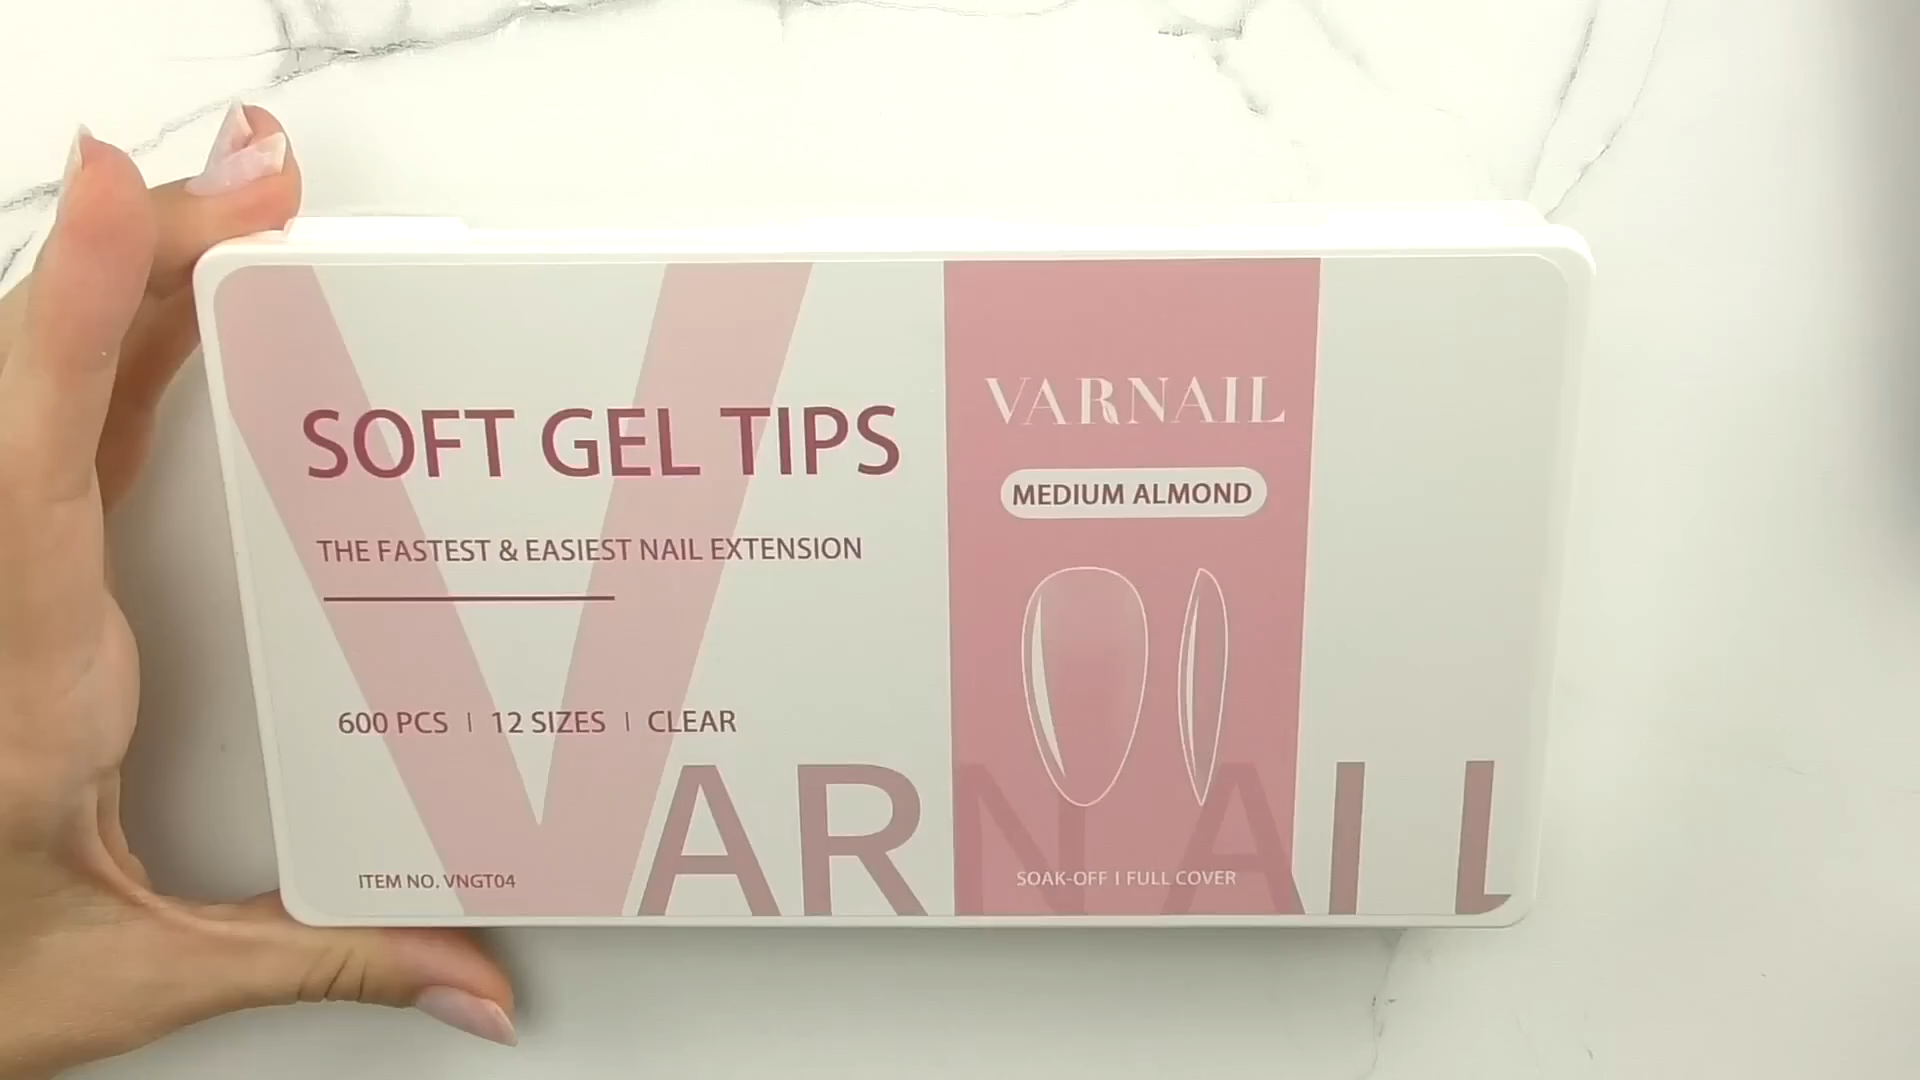 SOFT GEL TIPS
THE FASTEST & EASIEST NAIL EXTENSION
600 PCS | 12 SIZES | CLEAR
ITEM NO. VNGT04
VARNAIL
MEDIUM ALMOND
SOAK-OFF | FULL COVER
VARNAIL